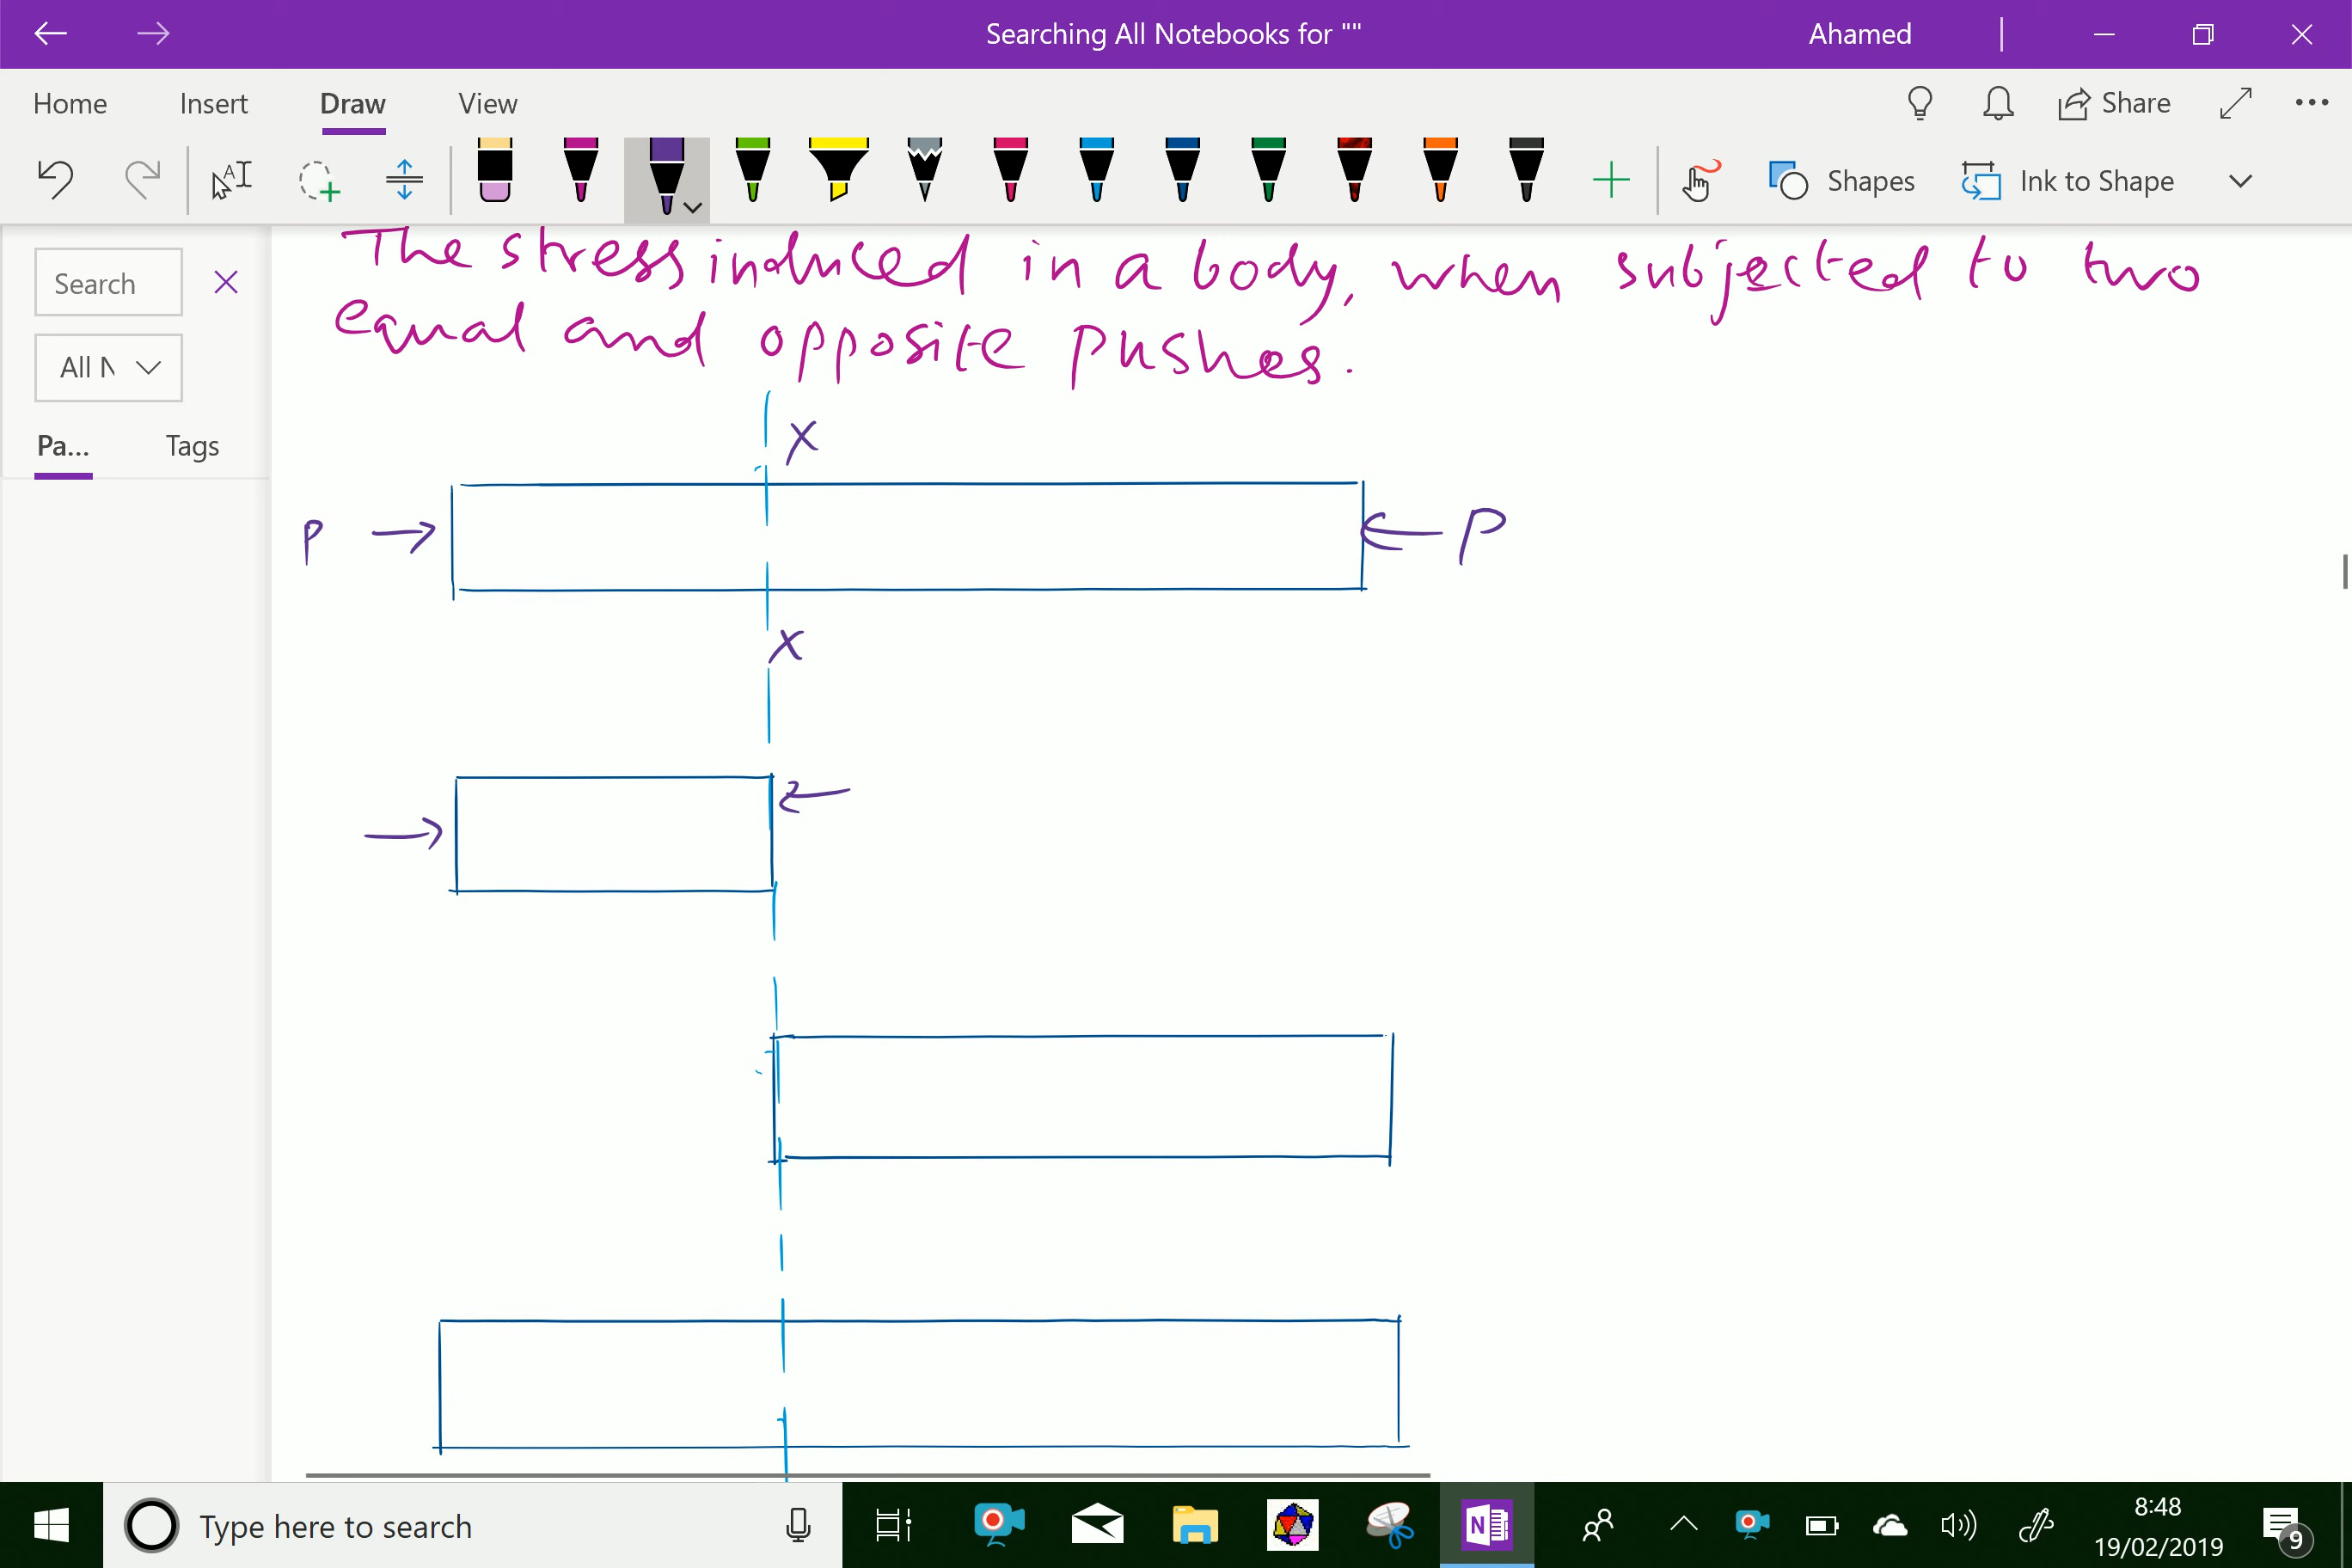 Searching All Notebooks for ""
Ahamed
Home Insert Draw View
Share
Shapes
Ink to Shape
Search
All N
Pa... Tags
The stress induced in a body, when subjected to two
equal and opposite pushes.
X
P P
X
Type here to search
8:48
19/02/2019
9